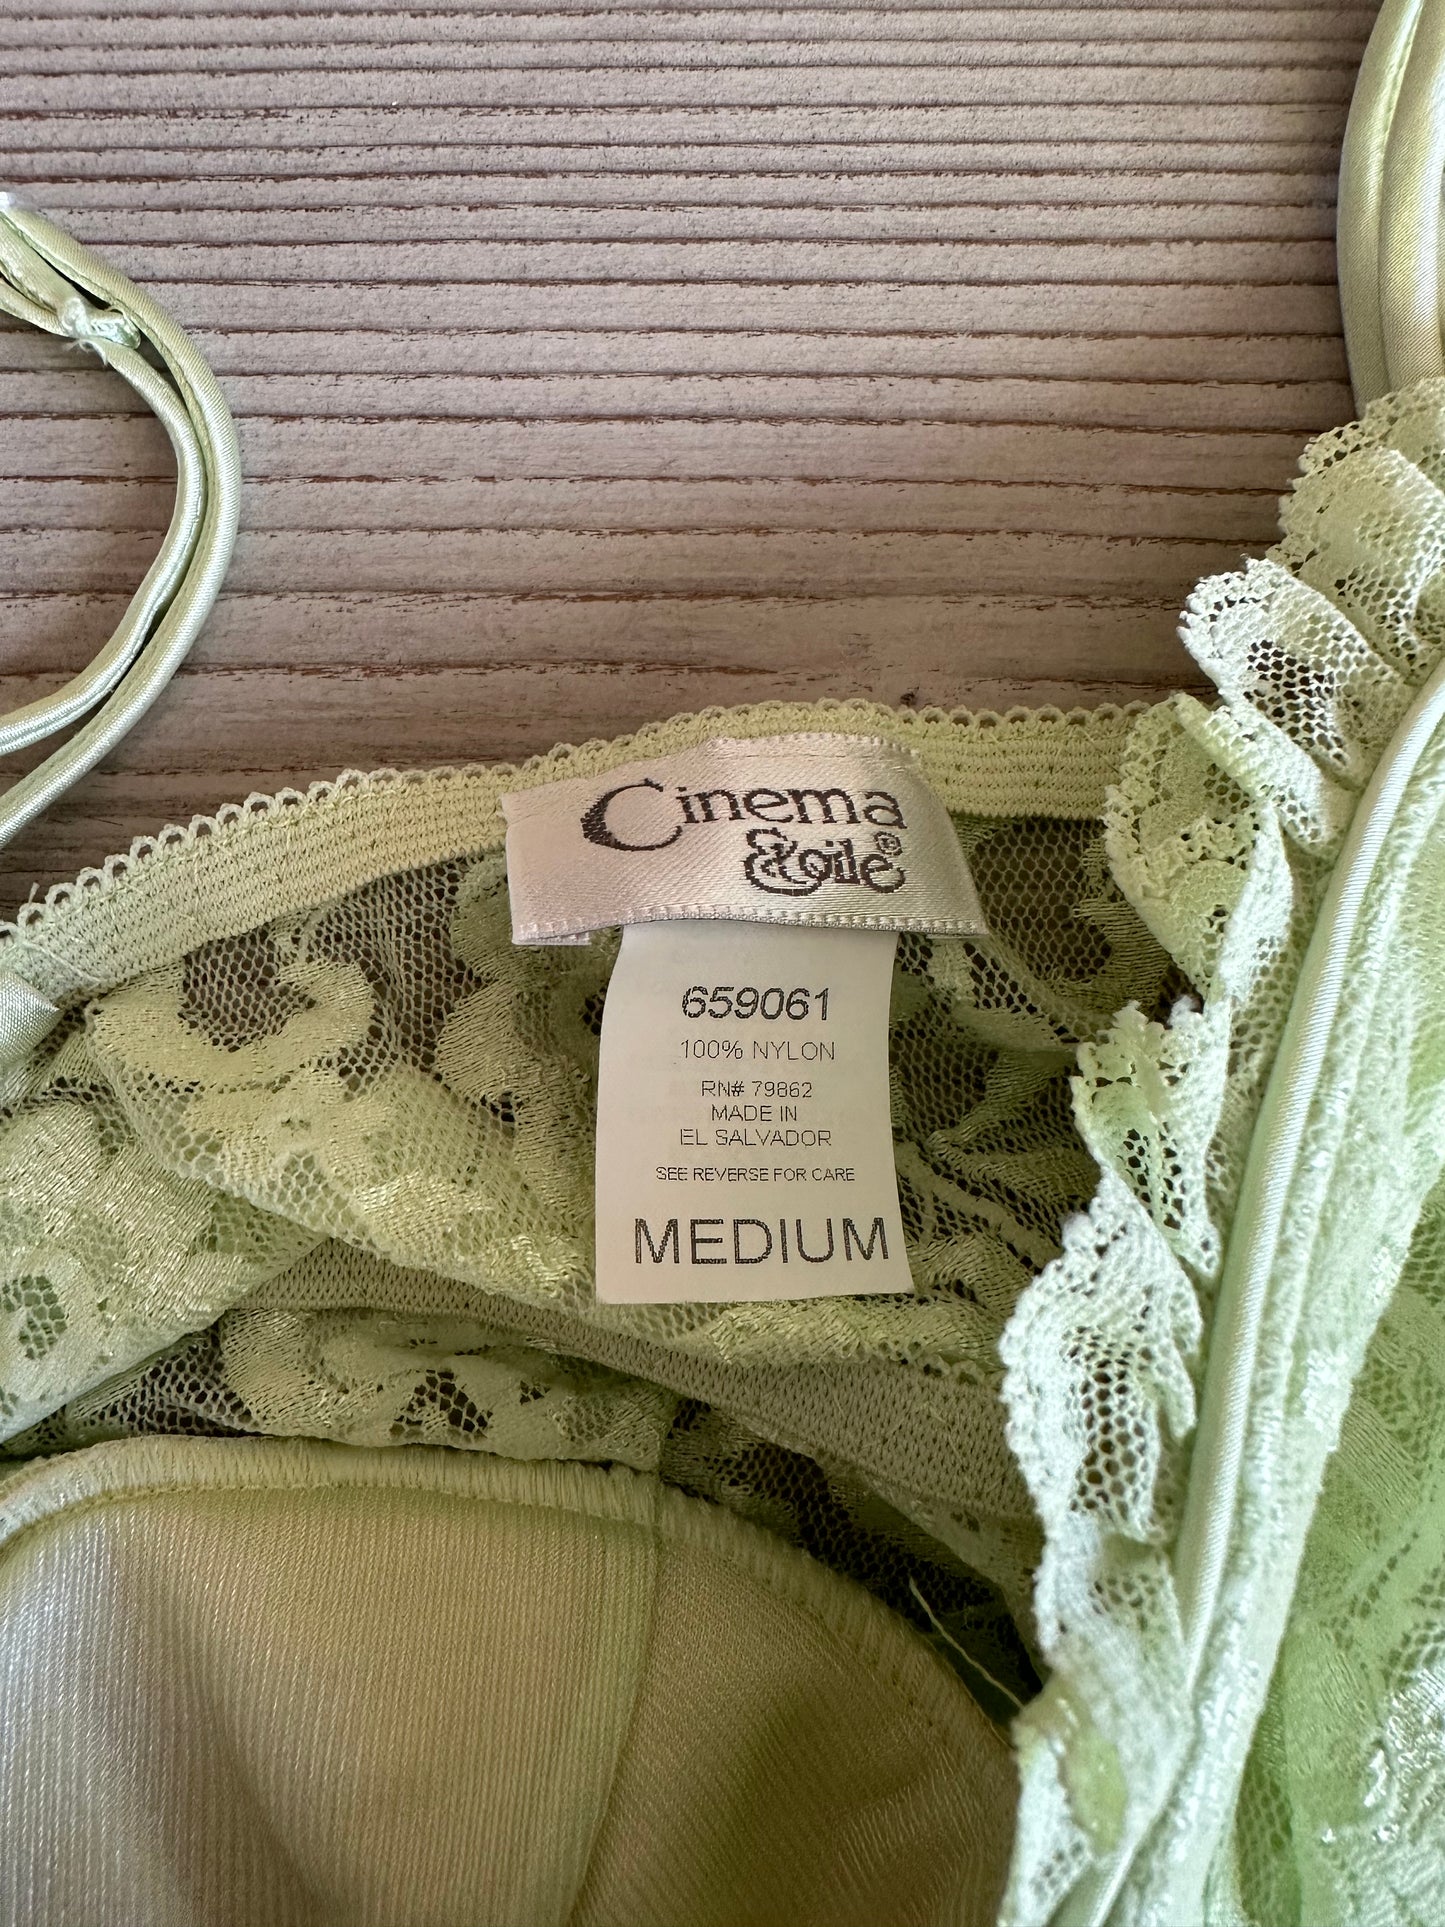 Cinema
Etoile®
659061
100% NYLON
RN# 79862
MADE IN
EL SALVADOR
SEE REVERSE FOR CARE
MEDIUM